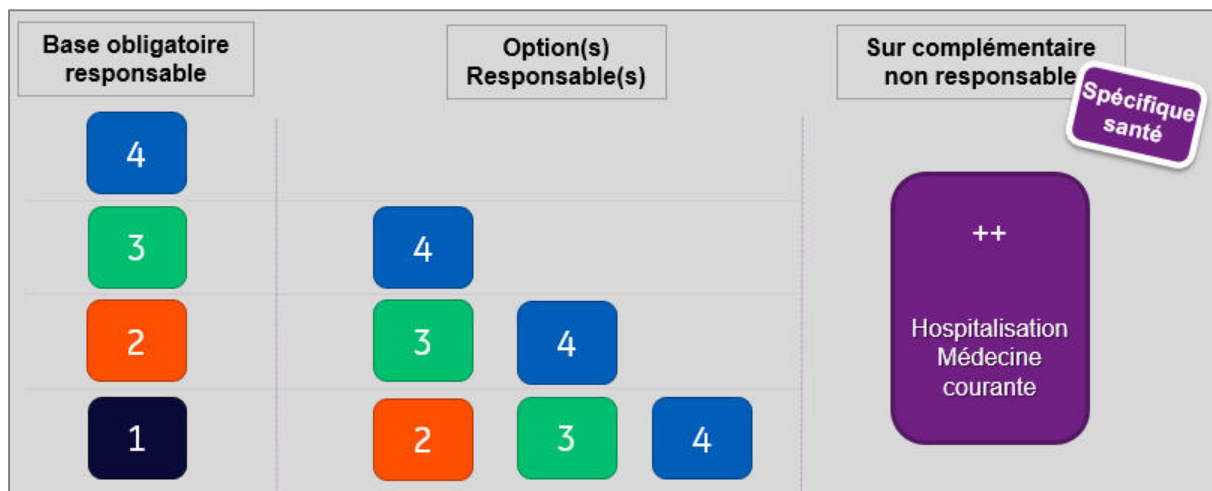 Base obligatoire
responsable
Option(s)
Responsable(s)
Sur complémentaire
non responsable
Spécifique
santé
4
3
4
2
3
4
1
2
3
4
++
Hospitalisation
Médecine
courante